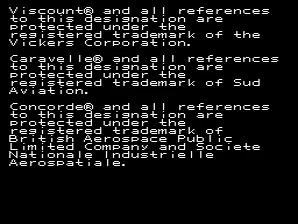 Viscount® and all references
to this designation are
protected under the
registered trademark of the
Vickers Corporation.
Caravelle® and all references
to this designation are
protected under the
registered trademark of Sud
Aviation.
Concorde® and all references
to this designation are
protected under the
registered trademark of
British Aerospace Public
Limited Company and Societe
Nationale Industrielle
Aerospatiale.